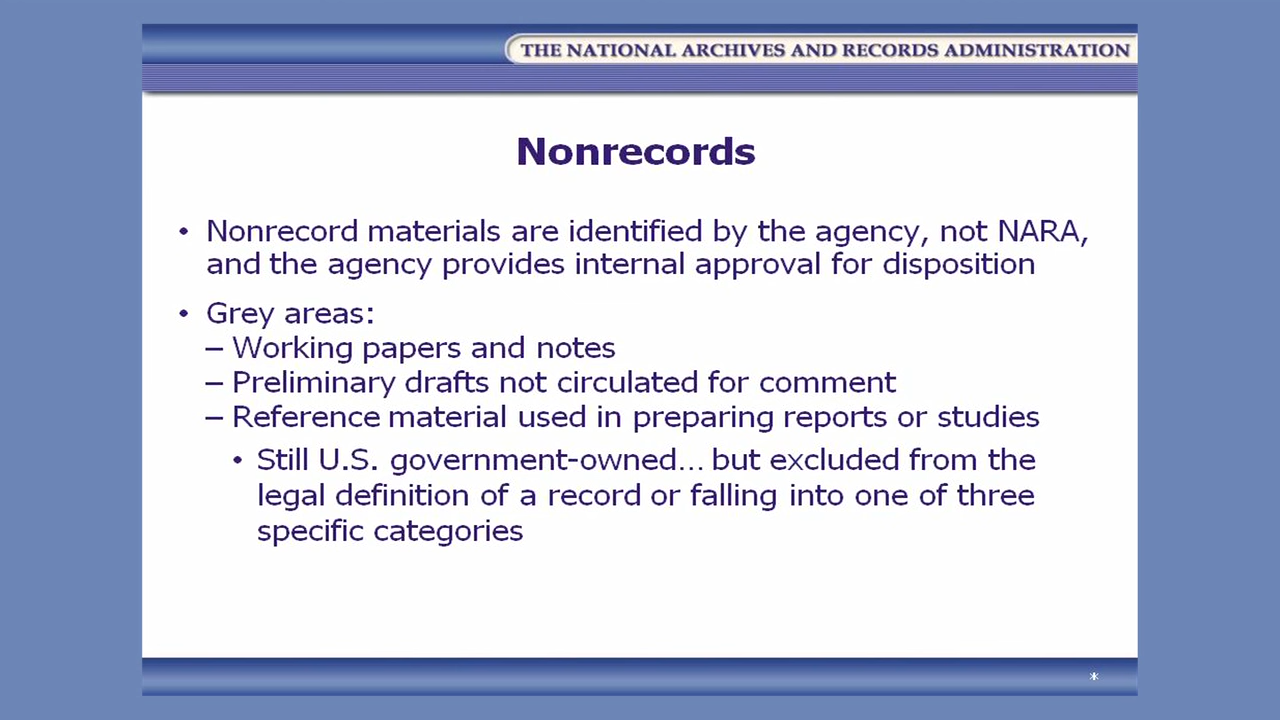 THE NATIONAL ARCHIVES AND RECORDS ADMINISTRATION
Nonrecords
• Nonrecord materials are identified by the agency, not NARA,
and the agency provides internal approval for disposition
• Grey areas:
– Working papers and notes
– Preliminary drafts not circulated for comment
– Reference material used in preparing reports or studies
• Still U.S. government-owned… but excluded from the
legal definition of a record or falling into one of three
specific categories
*